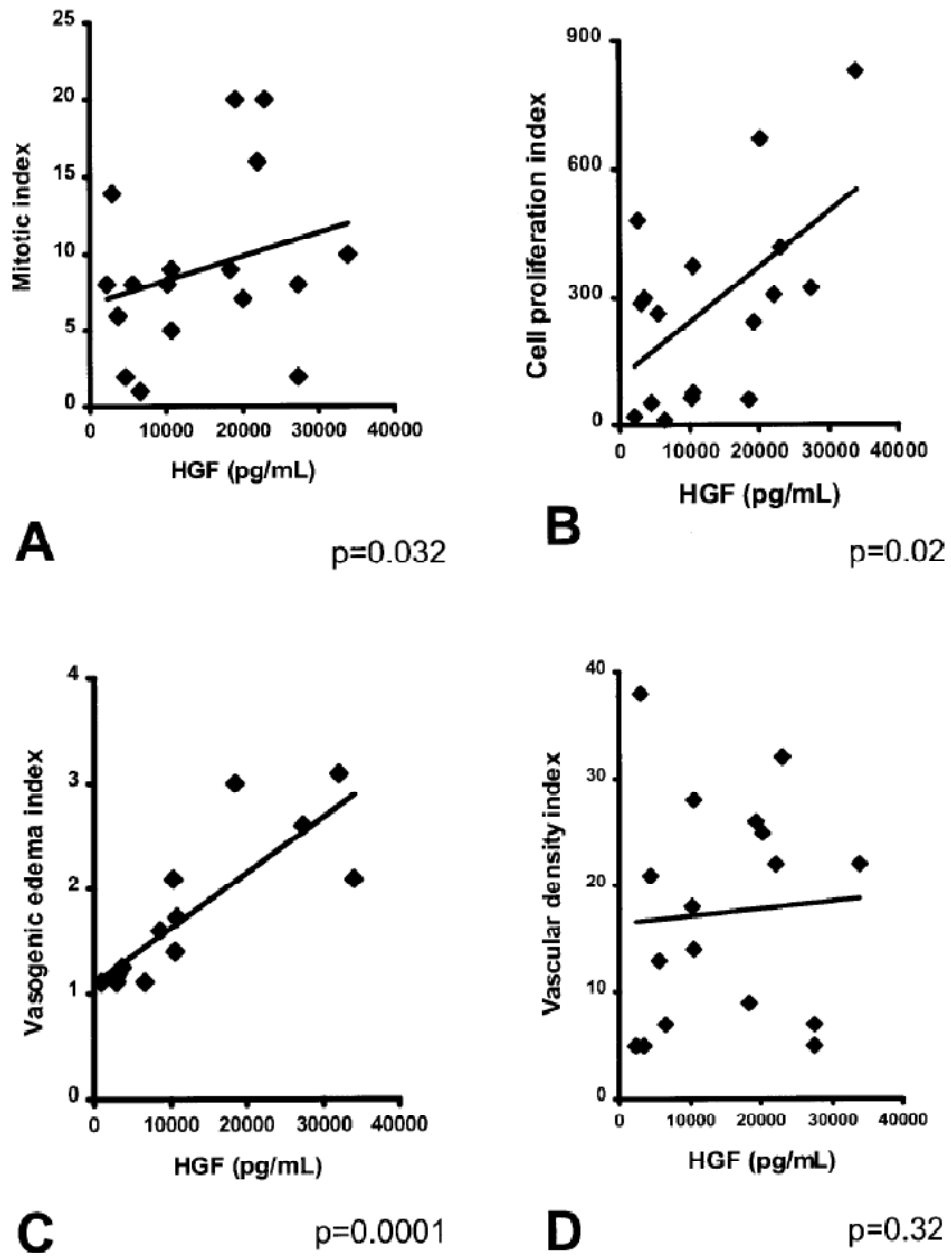 25
20
15
10
5
0
Mitotic index
0 10000 20000 30000 40000
HGF (pg/mL)
A
p=0.032
900
600
300
0
Cell proliferation index
0 10000 20000 30000 40000
HGF (pg/mL)
B
p=0.02
4
3
2
1
0
Vasogenic edema index
0 10000 20000 30000 40000
HGF (pg/mL)
C
p=0.0001
40
30
20
10
0
Vascular density index
0 10000 20000 30000 40000
HGF (pg/mL)
D
p=0.32